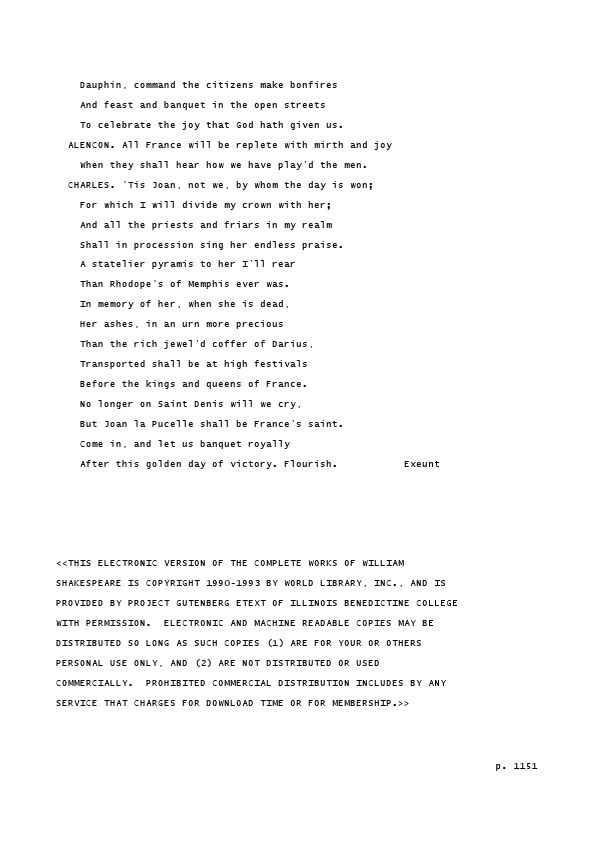 Dauphin, command the citizens make bonfires
And feast and banquet in the open streets
To celebrate the joy that God hath given us.
ALENCON. All France will be replete with mirth and joy
When they shall hear how we have play'd the men.
CHARLES. 'Tis Joan, not we, by whom the day is won;
For which I will divide my crown with her;
And all the priests and friars in my realm
Shall in procession sing her endless praise.
A statelier pyramis to her I'll rear
Than Rhodope's of Memphis ever was.
In memory of her, when she is dead,
Her ashes, in an urn more precious
Than the rich jewel'd coffer of Darius,
Transported shall be at high festivals
Before the kings and queens of France.
No longer on Saint Denis will we cry,
But Joan la Pucelle shall be France's saint.
Come in, and let us banquet royally
After this golden day of victory. Flourish.           Exeunt
<<THIS ELECTRONIC VERSION OF THE COMPLETE WORKS OF WILLIAM
SHAKESPEARE IS COPYRIGHT 1990-1993 BY WORLD LIBRARY, INC., AND IS
PROVIDED BY PROJECT GUTENBERG ETEXT OF ILLINOIS BENEDICTINE COLLEGE
WITH PERMISSION.  ELECTRONIC AND MACHINE READABLE COPIES MAY BE
DISTRIBUTED SO LONG AS SUCH COPIES (1) ARE FOR YOUR OR OTHERS
PERSONAL USE ONLY, AND (2) ARE NOT DISTRIBUTED OR USED
COMMERCIALLY.  PROHIBITED COMMERCIAL DISTRIBUTION INCLUDES BY ANY
SERVICE THAT CHARGES FOR DOWNLOAD TIME OR FOR MEMBERSHIP.>>
p. 1151